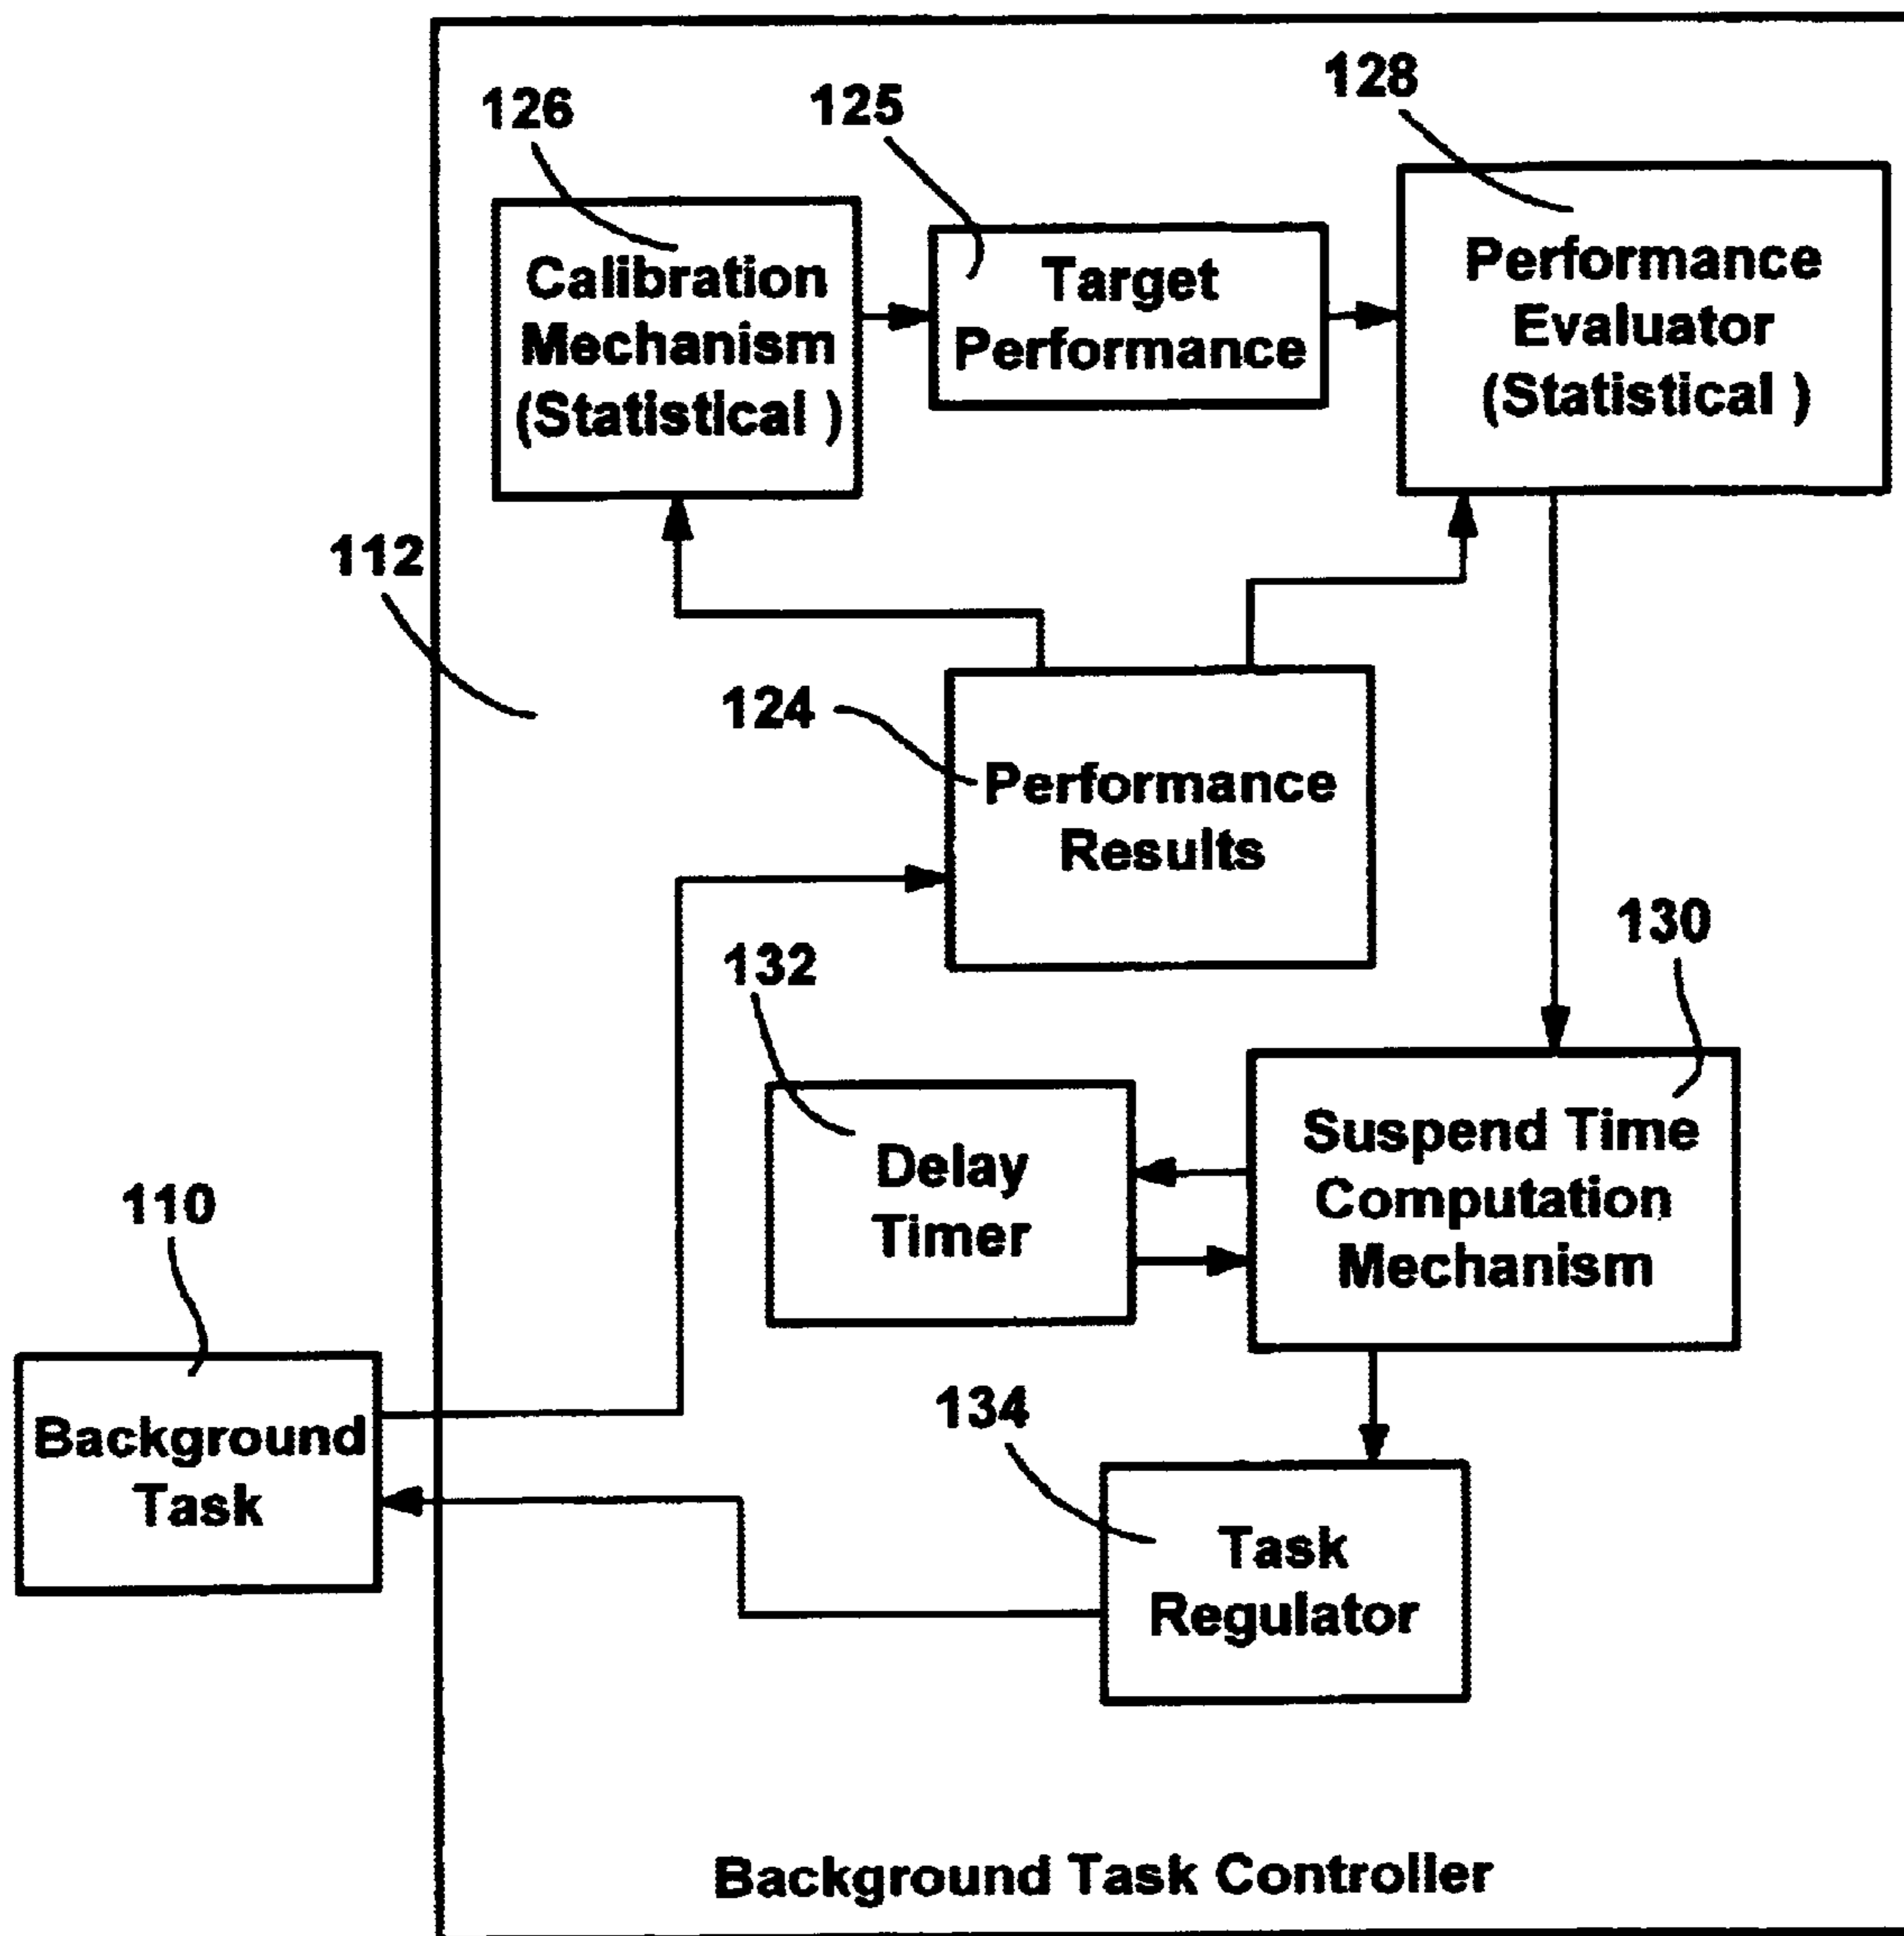 128
126
125
Calibration
Mechanism
(Statistical )
Target
Performance
Performance
Evaluator
(Statistical )
112
124
Performance
Results
130
132
Delay
Timer
Suspend Time
Computation
Mechanism
110
Background
Task
134
Task
Regulator
Background Task Controller